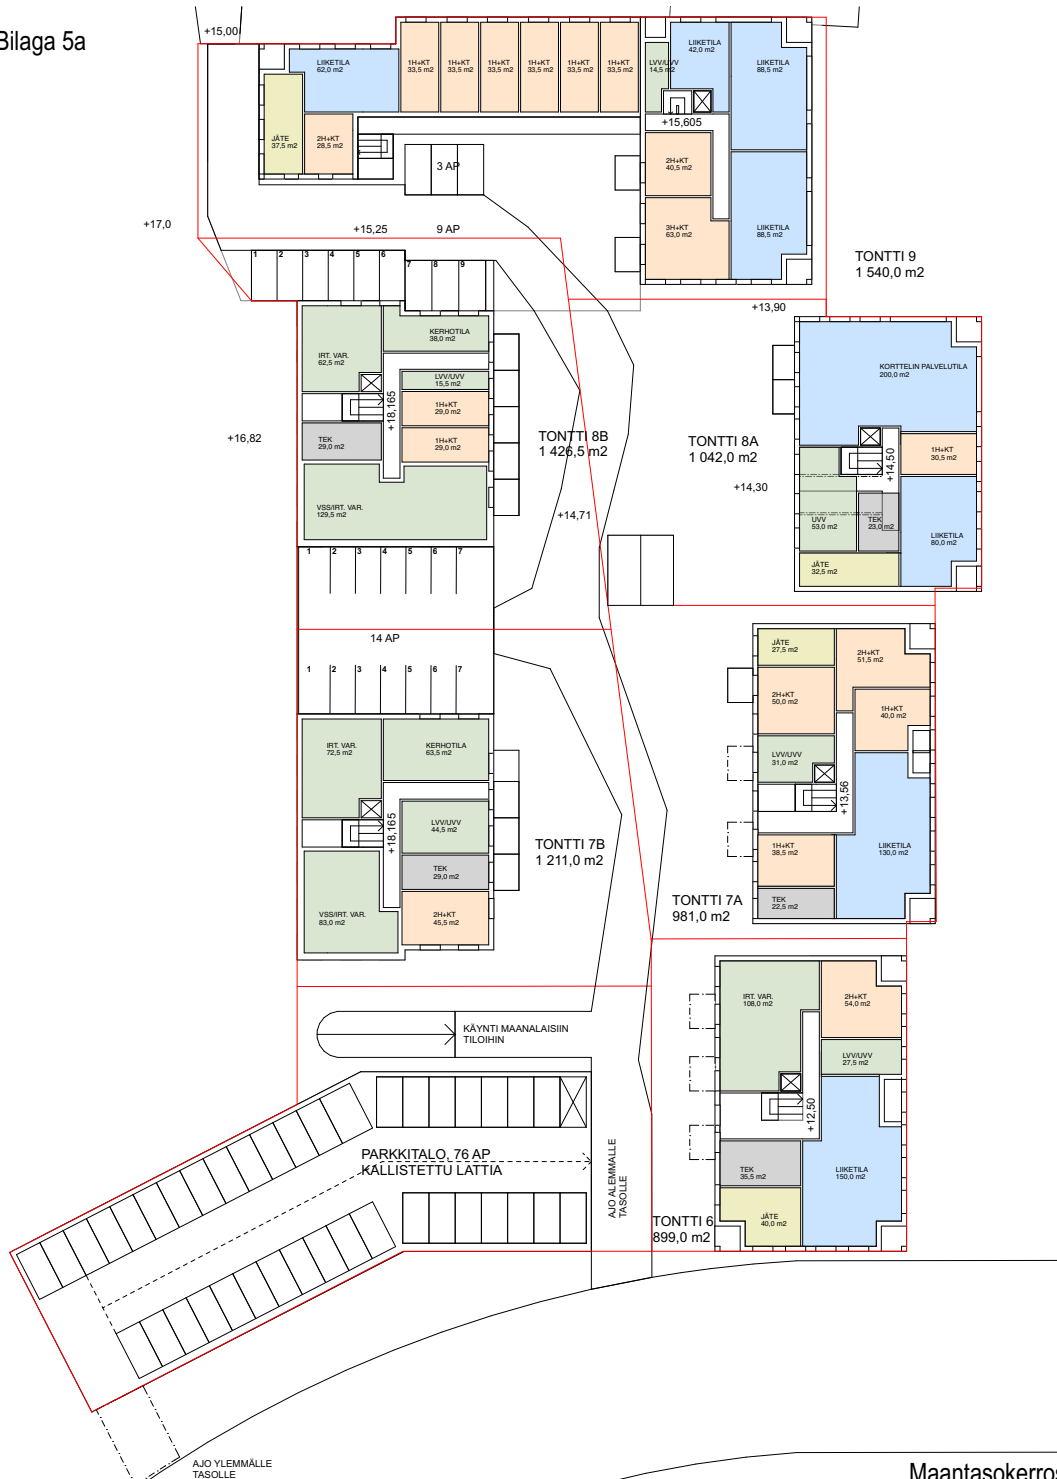 Bilaga 5a
+15,00
LIIKETILA
62,0 m2
1H+KT
33,5 m2
1H+KT
33,5 m2
1H+KT
33,5 m2
1H+KT
33,5 m2
1H+KT
33,5 m2
1H+KT
33,5 m2
LVV/UVV
14,5 m2
LIIKETILA
42,0 m2
LIIKETILA
88,5 m2
JÄTE
37,5 m2
2H+KT
28,5 m2
+15,605
3 AP
2H+KT
40,5 m2
3H+KT
63,0 m2
LIIKETILA
88,5 m2
+17,0
+15,25
9 AP
TONTTI 9
1 540,0 m2
1
2
3
4
5
6
7
8
9
+13,90
IRT. VAR.
62,5 m2
KERHOTILA
38,0 m2
LVV/UVV
15,5 m2
1H+KT
29,0 m2
1H+KT
29,0 m2
+18,165
TEK
29,0 m2
VSS/IRT. VAR.
129,5 m2
+16,82
TONTTI 8B
1 426,5 m2
+14,71
TONTTI 8A
1 042,0 m2
+14,30
KORTTELIN PALVELUTILA
200,0 m2
1H+KT
30,5 m2
+14,50
UVV
53,0 m2
TEK
23,0 m2
LIIKETILA
80,0 m2
JÄTE
32,5 m2
1
2
3
4
5
6
7
14 AP
1
2
3
4
5
6
7
JÄTE
27,5 m2
2H+KT
51,5 m2
2H+KT
50,0 m2
1H+KT
40,0 m2
LVV/UVV
31,0 m2
+13,56
LIIKETILA
130,0 m2
1H+KT
38,5 m2
TEK
22,5 m2
TONTTI 7A
981,0 m2
IRT. VAR.
72,5 m2
KERHOTILA
63,5 m2
LVV/UVV
44,5 m2
+18,165
TEK
29,0 m2
VSS/IRT. VAR.
83,0 m2
2H+KT
45,5 m2
TONTTI 7B
1 211,0 m2
IRT. VAR.
108,0 m2
2H+KT
54,0 m2
LVV/UVV
27,5 m2
+12,50
TEK
35,5 m2
LIIKETILA
150,0 m2
JÄTE
40,0 m2
TONTTI 6
899,0 m2
KÄYNTI MAANALAISIIN
TILOIHIN
PARKKITALO, 76 AP
KALLISTETTU LATTIA
AJO ALEMMALLE
TASOLLE
AJO YLEMMÄLLE
TASOLLE
Maantasokerros